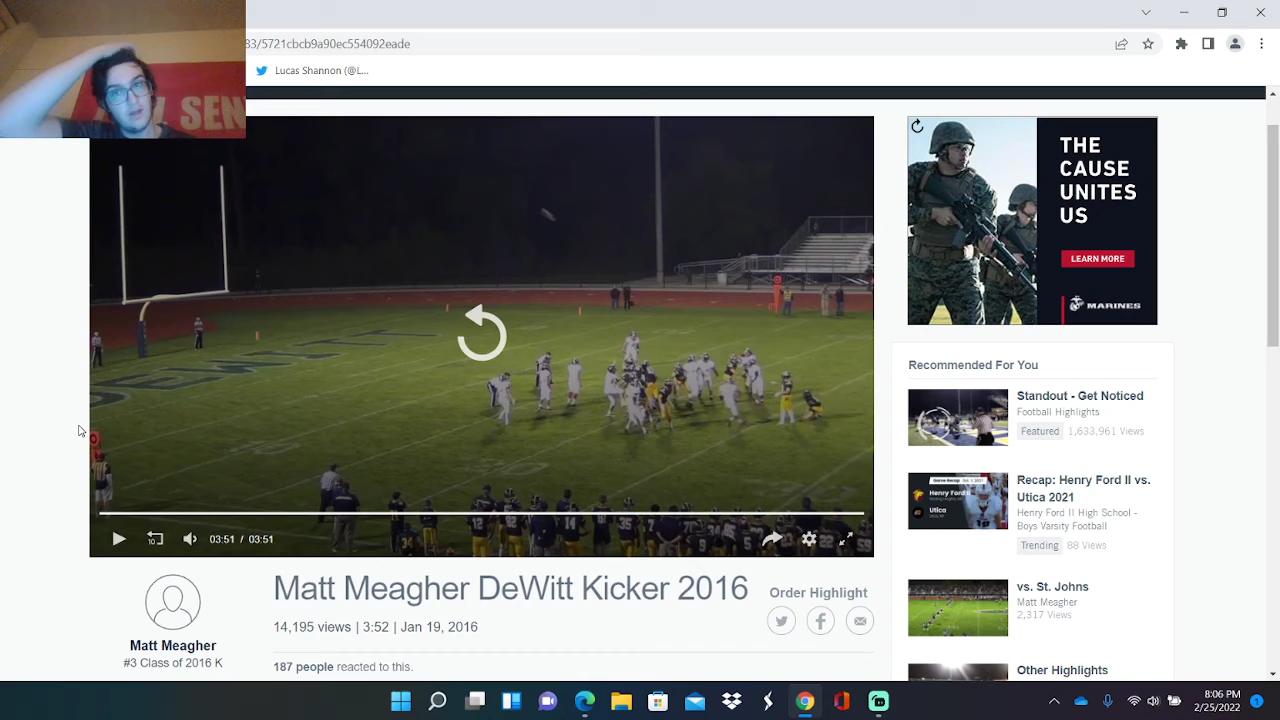 33/5721cbcb9a90ec554092eade
Lucas Shannon (@L...
SEN
THE
CAUSE
UNITES
US
LEARN MORE
MARINES
Recommended For You
Standout - Get Noticed
Football Highlights
Featured 1,633,961 Views
Recap: Henry Ford II vs.
Utica 2021
Henry Ford II High School -
Boys Varsity Football
Trending 88 Views
vs. St. Johns
Matt Meagher
2,317 Views
Other Highlights
10
03:51 / 03:51
Matt Meagher DeWitt Kicker 2016
Order Highlight
14,195 views | 3:52 | Jan 19, 2016
187 people reacted to this.
Matt Meagher
#3 Class of 2016 K
8:06 PM
2/25/2022
1